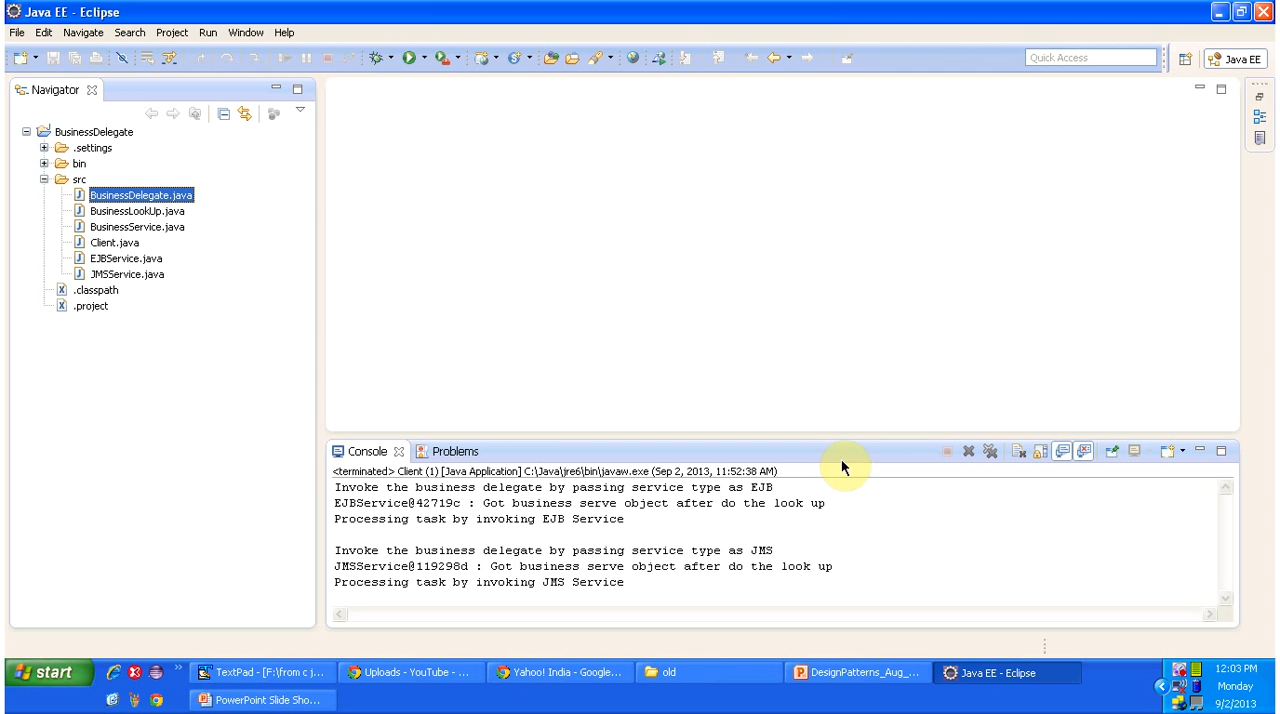 Java EE - Eclipse
File Edit Navigate Search Project Run Window Help
Quick Access
Java EE
Navigator
BusinessDelegate
.settings
bin
src
BusinessDelegate.java
BusinessLookUp.java
BusinessService.java
Client.java
EJBService.java
JMSService.java
.classpath
.project
Console Problems
<terminated> Client (1) [Java Application] C:\Java\jre6\bin\javaw.exe (Sep 2, 2013, 11:52:38 AM)
Invoke the business delegate by passing service type as EJB
EJBService@42719c : Got business serve object after do the look up
Processing task by invoking EJB Service
Invoke the business delegate by passing service type as JMS
JMSService@119298d : Got business serve object after do the look up
Processing task by invoking JMS Service
start
TextPad - [F:\from c j...
Uploads - YouTube - ...
Yahoo! India - Google...
old
DesignPatterns_Aug_...
Java EE - Eclipse
12:03 PM
PowerPoint Slide Sho...
Monday
9/2/2013